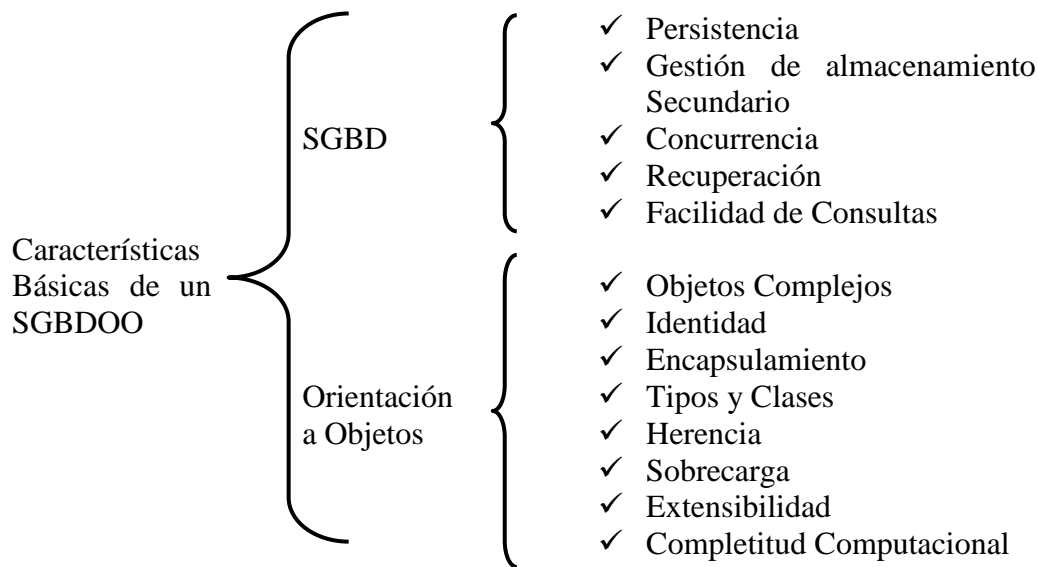 Características
Básicas de un
SGBDOO
SGBD
✓ Persistencia
✓ Gestión de almacenamiento
Secundario
✓ Concurrencia
✓ Recuperación
✓ Facilidad de Consultas
Orientación
a Objetos
✓ Objetos Complejos
✓ Identidad
✓ Encapsulamiento
✓ Tipos y Clases
✓ Herencia
✓ Sobrecarga
✓ Extensibilidad
✓ Completitud Computacional